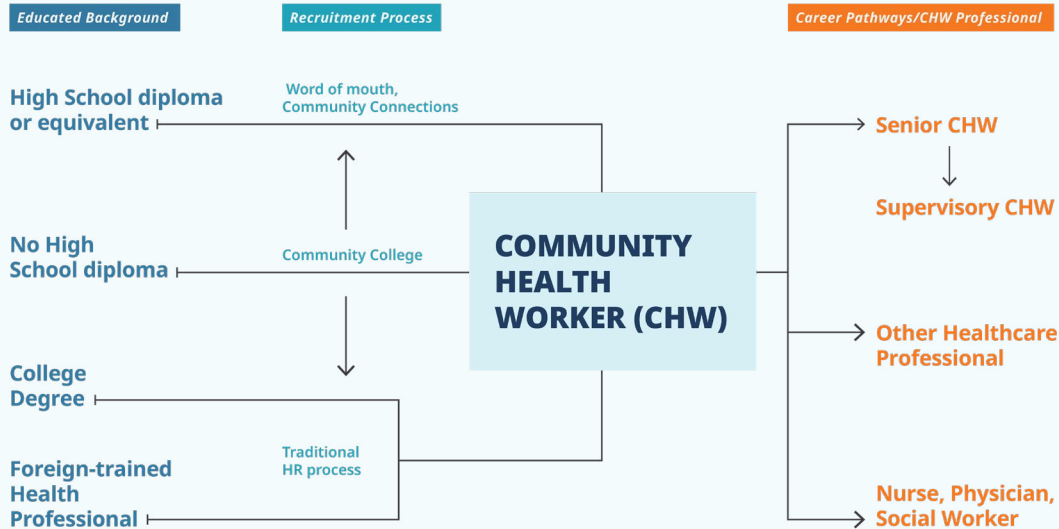 Educated Background
Recruitment Process
Career Pathways/CHW Professional
High School diploma
or equivalent
Word of mouth,
Community Connections
Senior CHW
Supervisory CHW
No High
School diploma
Community College
COMMUNITY
HEALTH
WORKER (CHW)
Other Healthcare
Professional
College
Degree
Traditional
HR process
Foreign-trained
Health
Professional
Nurse, Physician,
Social Worker